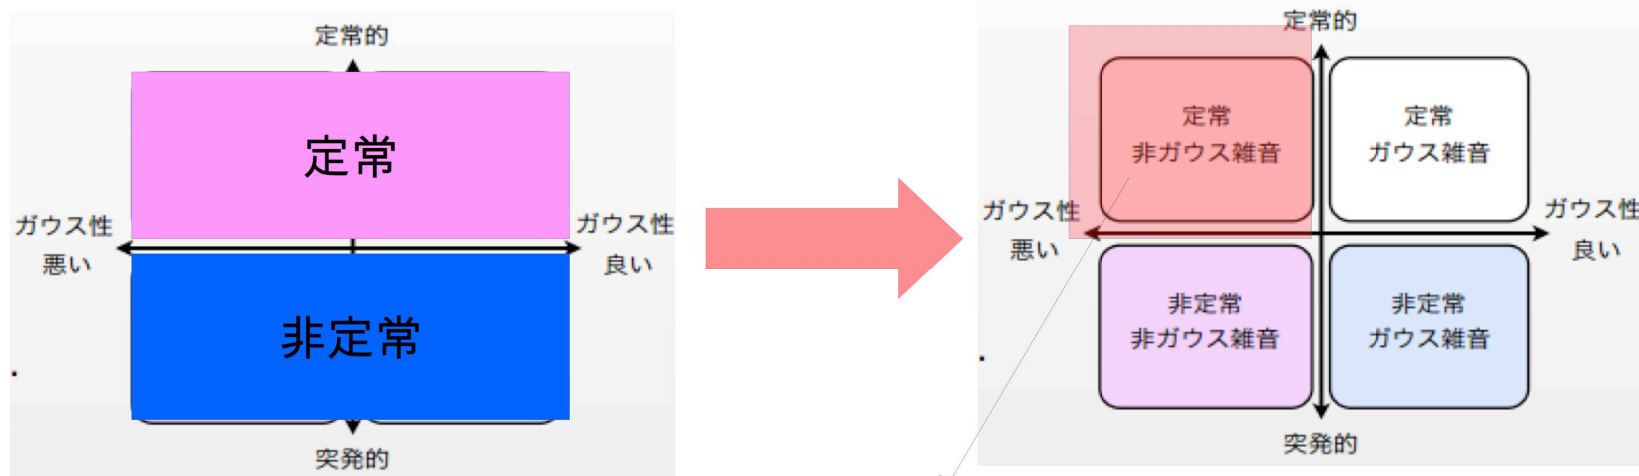 定常的
定常
ガウス性
悪い
ガウス性
良い
非定常
突発的
定常的
定常
非ガウス雑音
定常
ガウス雑音
ガウス性
悪い
ガウス性
良い
非定常
非ガウス雑音
非定常
ガウス雑音
突発的